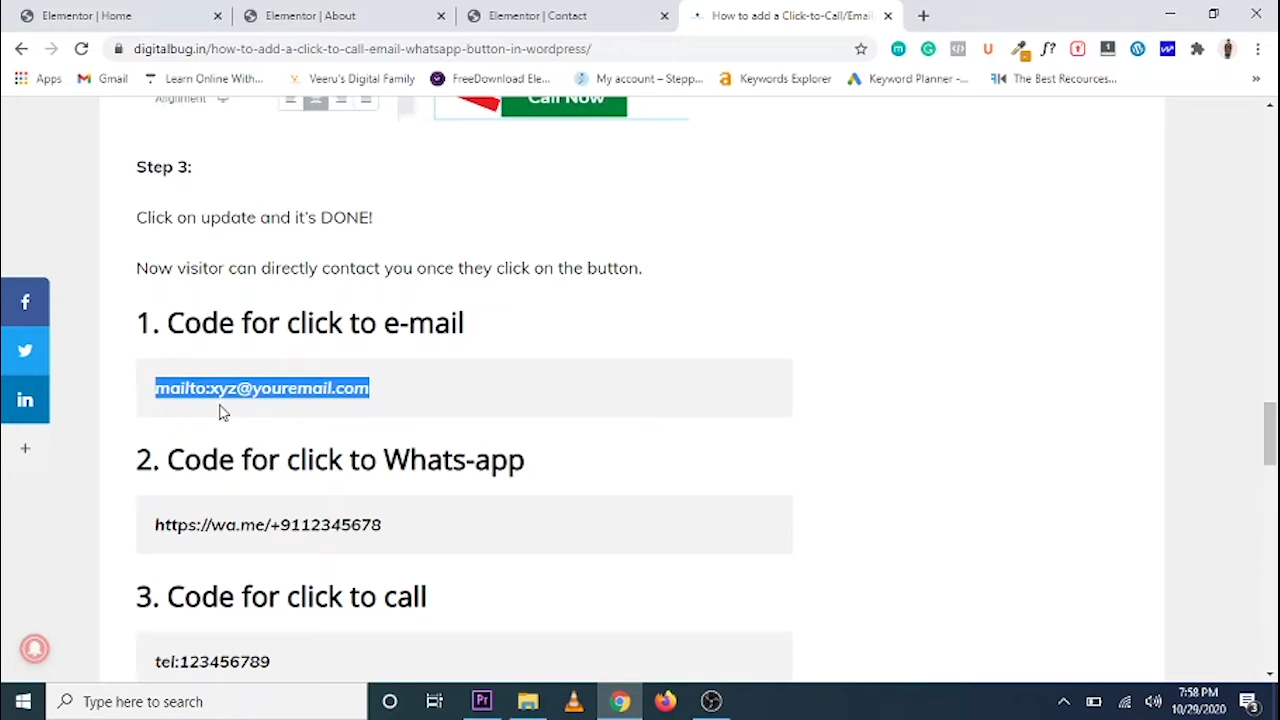 Elementor | Home
Elementor | About
Elementor | Contact
How to add a Click-to-Call/Email
digitalbug.in/how-to-add-a-click-to-call-email-whatsapp-button-in-wordpress/
Apps
Gmail
Learn Online With...
Veeru's Digital Family
FreeDownload Ele...
My account – Stepp...
Keywords Explorer
Keyword Planner -...
The Best Recources...
»
Alignment
Call Now
Step 3:
Click on update and it's DONE!
Now visitor can directly contact you once they click on the button.
1. Code for click to e-mail
mailto:xyz@youremail.com
2. Code for click to Whats-app
https://wa.me/+9112345678
3. Code for click to call
tel:123456789
Type here to search
7:58 PM
10/29/2020
3